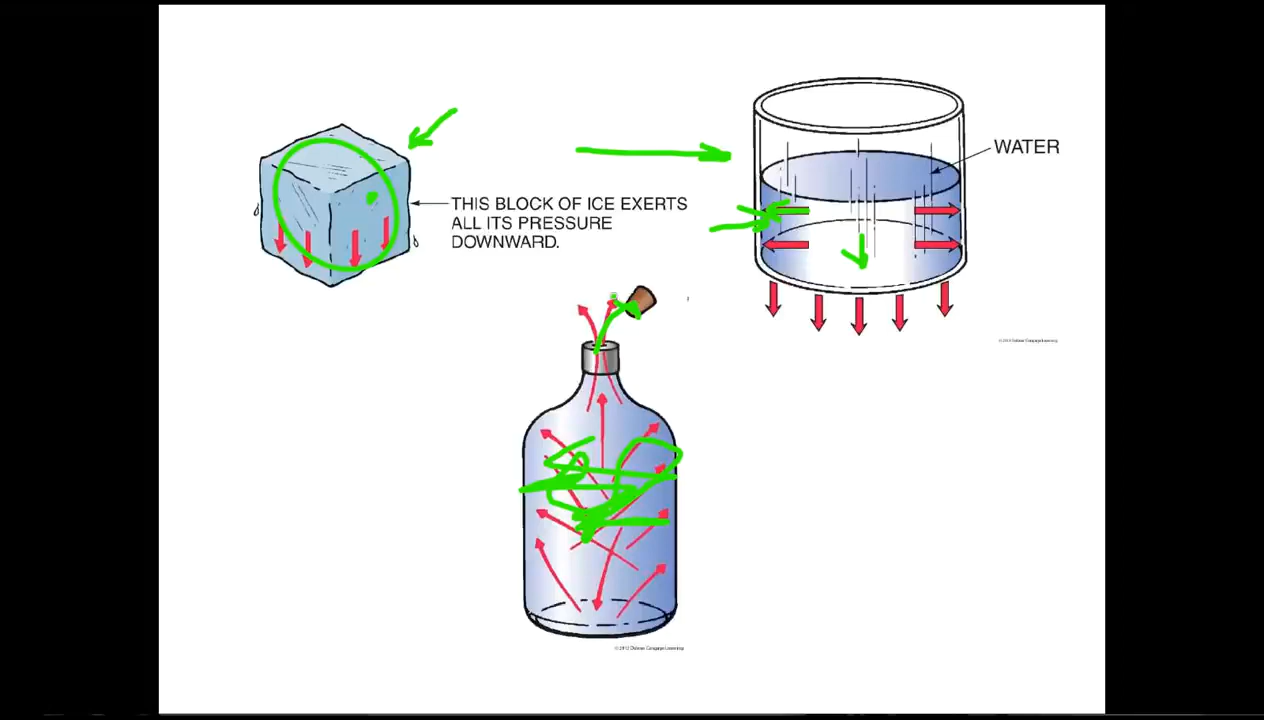 WATER
THIS BLOCK OF ICE EXERTS
ALL ITS PRESSURE
DOWNWARD.